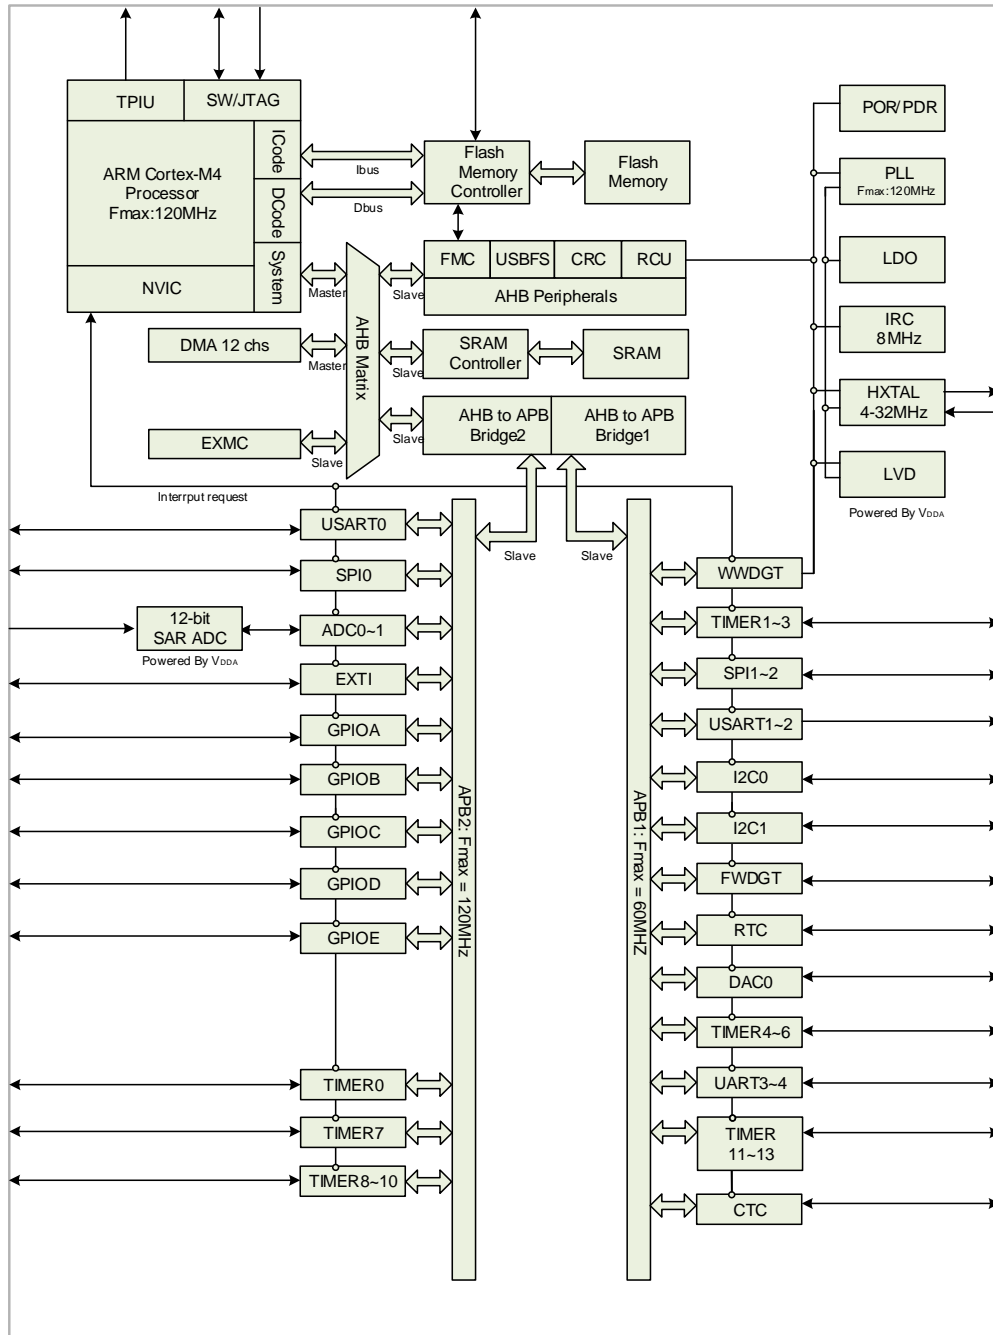 TPIU
SW/JTAG
ARM Cortex-M4
Processor
Fmax:120MHz
ICode
DCode
System
NVIC
Ibus
Dbus
Flash
Memory
Controller
Flash
Memory
POR/PDR
PLL
Fmax:120MHz
LDO
IRC
8MHz
HXTAL
4-32MHz
LVD
Powered By VDDA
FMC
USBFS
CRC
RCU
AHB Peripherals
Master
Slave
AHB Matrix
DMA 12 chs
Master
Slave
SRAM
Controller
SRAM
EXMC
Slave
Slave
AHB to APB
Bridge2
AHB to APB
Bridge1
Interrput request
Slave
Slave
USART0
SPI0
12-bit
SAR ADC
Powered By VDDA
ADC0~1
EXTI
GPIOA
GPIOB
GPIOC
GPIOD
GPIOE
TIMER0
TIMER7
TIMER8~10
APB2: Fmax = 120MHz
APB1: Fmax = 60MHZ
WWDGT
TIMER1~3
SPI1~2
USART1~2
I2C0
I2C1
FWDGT
RTC
DAC0
TIMER4~6
UART3~4
TIMER
11~13
CTC